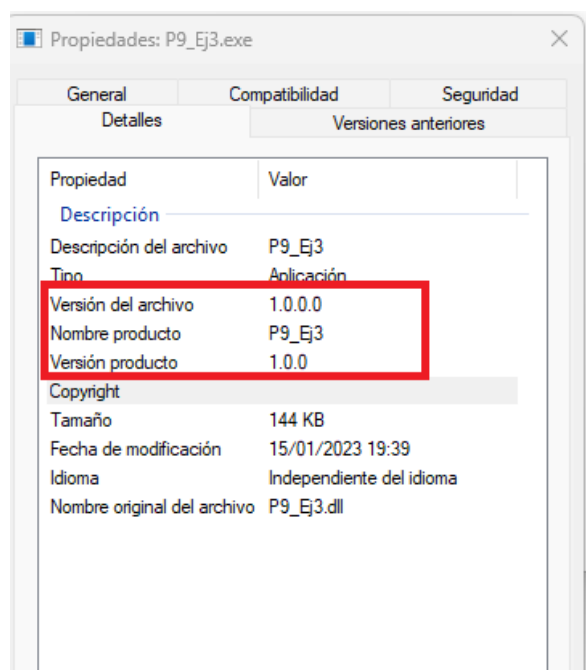 Propiedades: P9_Ej3.exe
General Compatibilidad Seguridad
Detalles Versiones anteriores
Propiedad Valor
Descripción
Descripción del archivo P9_Ej3
Tipo Aplicación
Versión del archivo 1.0.0.0
Nombre producto P9_Ej3
Versión producto 1.0.0
Copyright
Tamaño 144 KB
Fecha de modificación 15/01/2023 19:39
Idioma Independiente del idioma
Nombre original del archivo P9_Ej3.dll